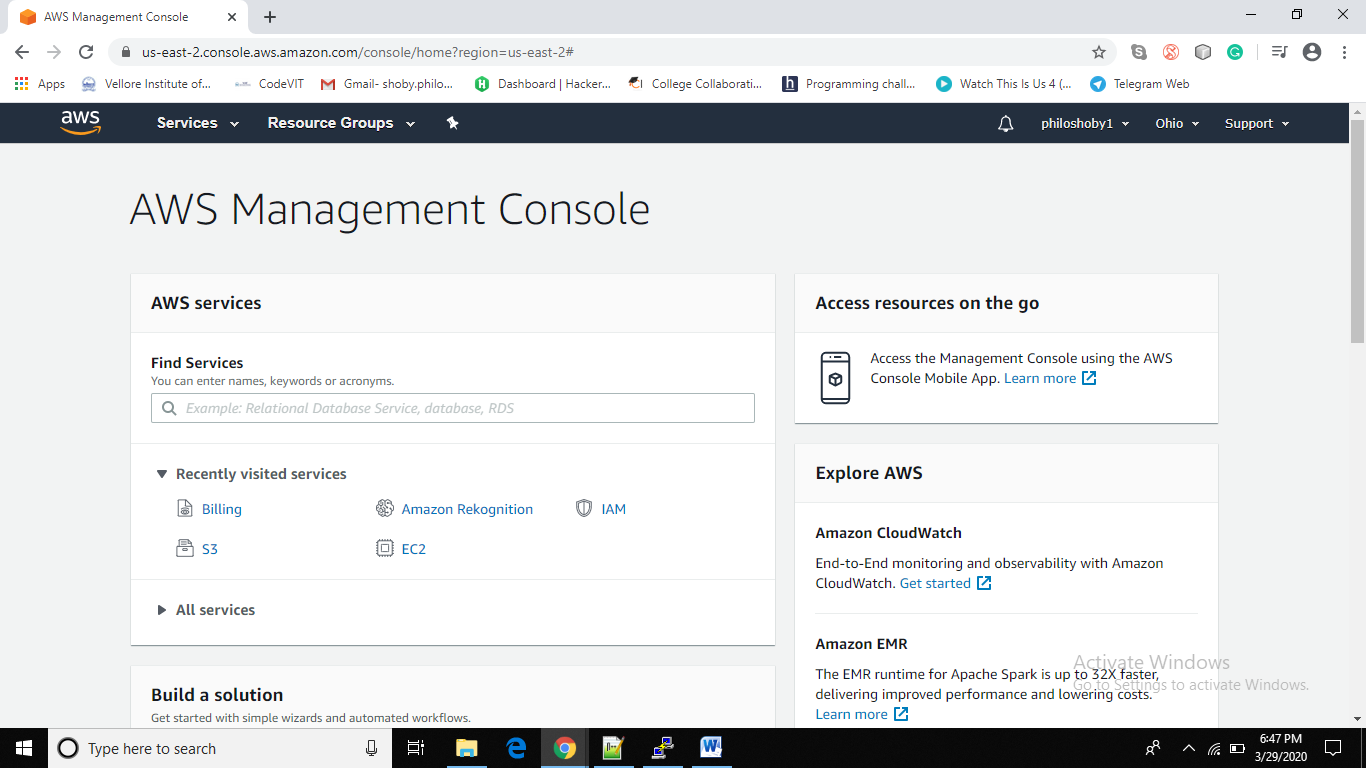 AWS Management Console
us-east-2.console.aws.amazon.com/console/home?region=us-east-2#
Apps Vellore Institute of... CodeVIT Gmail- shoby.philo... Dashboard | Hacker... College Collaborati... Programming chall... Watch This Is Us 4 (... Telegram Web
aws Services Resource Groups philoshoby1 Ohio Support
AWS Management Console
AWS services
Find Services
You can enter names, keywords or acronyms.
Example: Relational Database Service, database, RDS
Recently visited services
Billing Amazon Rekognition IAM
S3 EC2
All services
Build a solution
Get started with simple wizards and automated workflows.
Access resources on the go
Access the Management Console using the AWS
Console Mobile App. Learn more
Explore AWS
Amazon CloudWatch
End-to-End monitoring and observability with Amazon
CloudWatch. Get started
Amazon EMR
The EMR runtime for Apache Spark is up to 32X faster,
delivering improved performance and lowering costs.
Learn more
Activate Windows
Go to Settings to activate Windows.
Type here to search
6:47 PM
3/29/2020